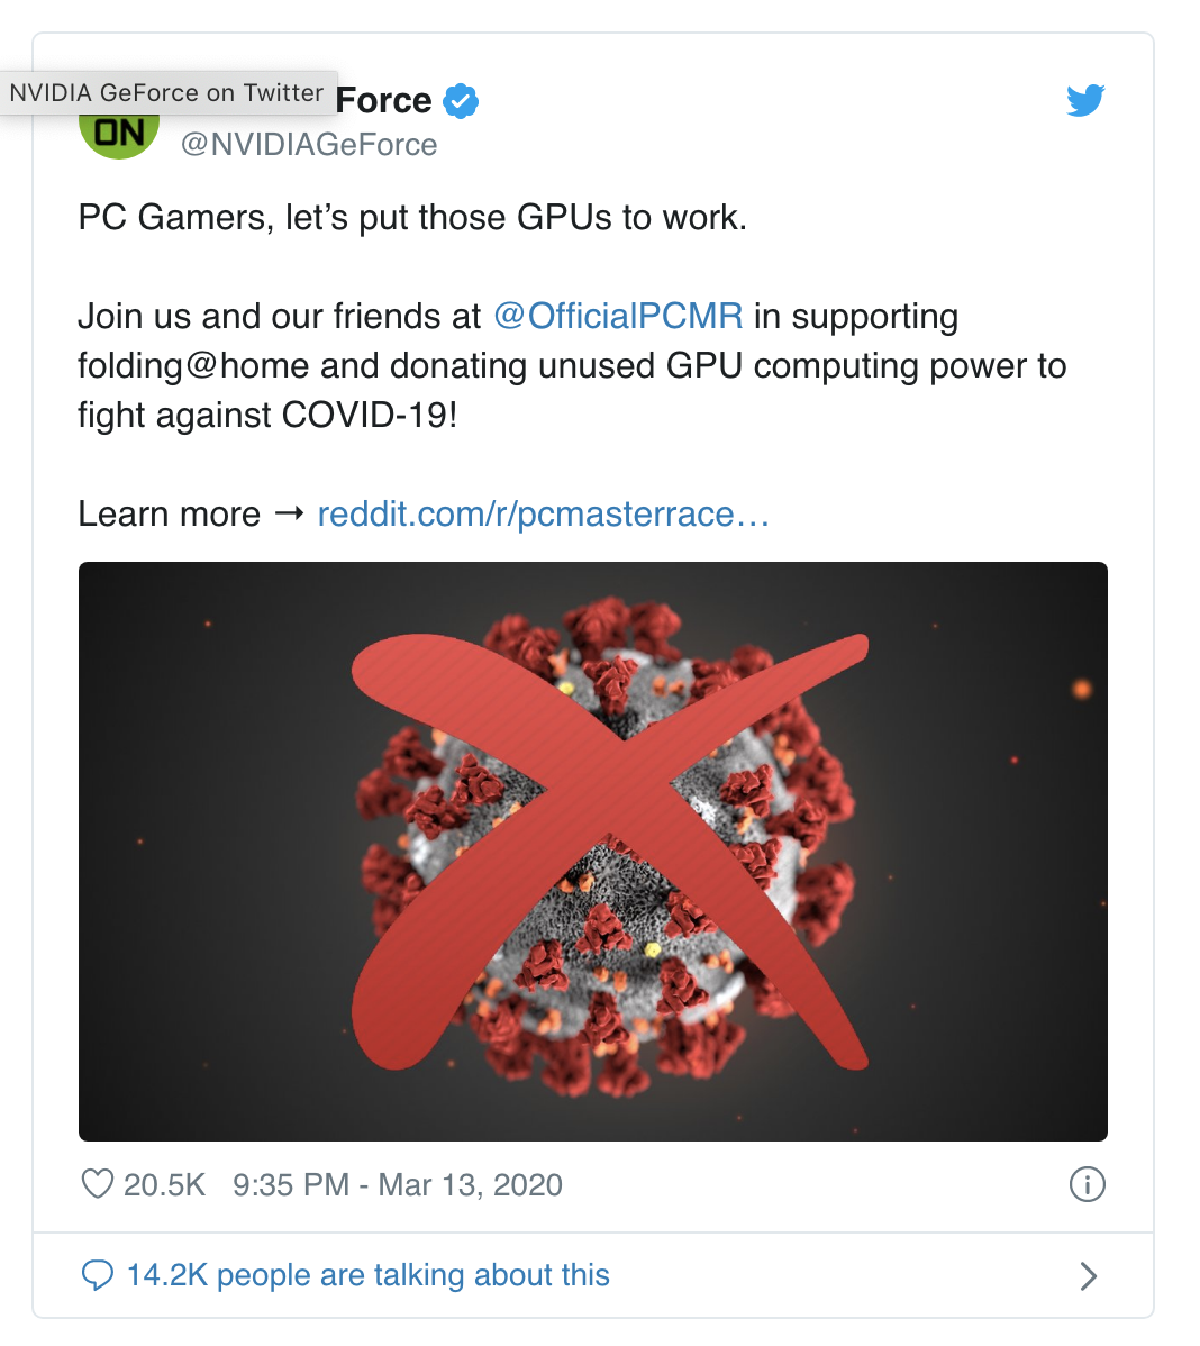 NVIDIA GeForce on Twitter
Force
ON
@NVIDIAGeForce
PC Gamers, let’s put those GPUs to work.
Join us and our friends at @OfficialPCMR in supporting
folding@home and donating unused GPU computing power to
fight against COVID-19!
Learn more → reddit.com/r/pcmasterrace…
20.5K 9:35 PM - Mar 13, 2020
14.2K people are talking about this